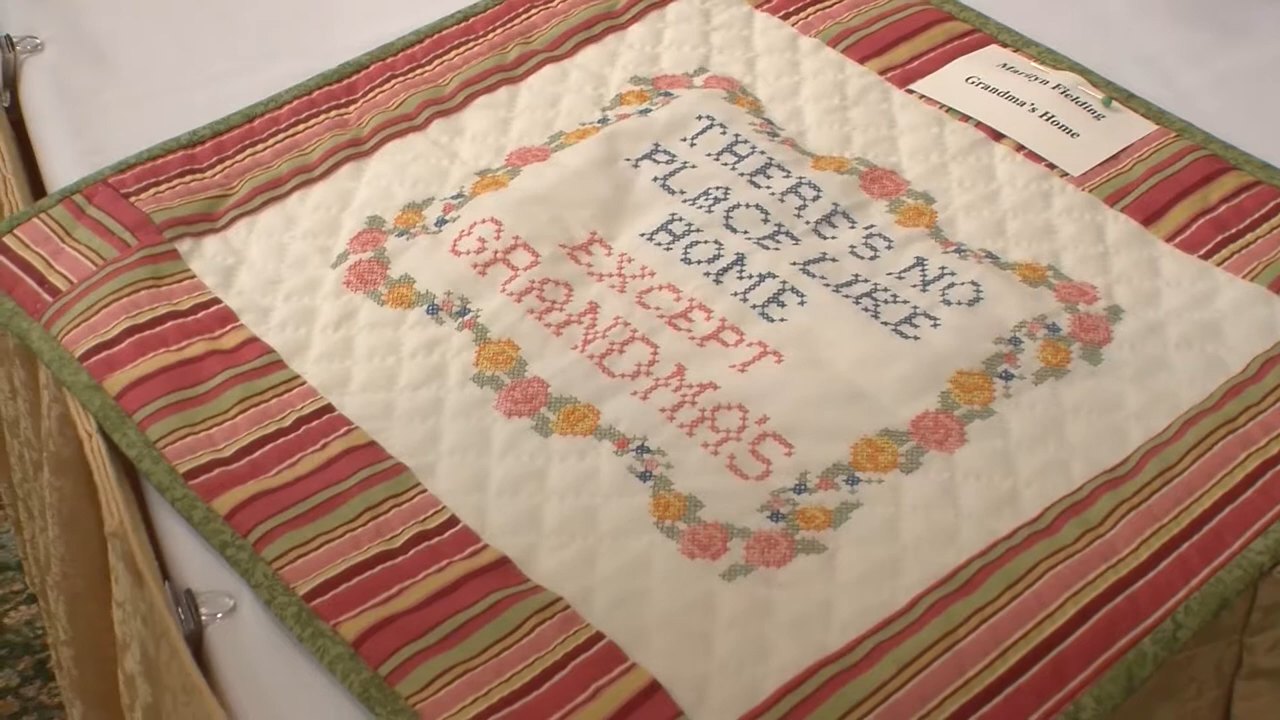 THERE'S NO
PLACE LIKE
HOME
EXCEPT
GRANDMA'S
Marilyn Fielding
Grandma's Home